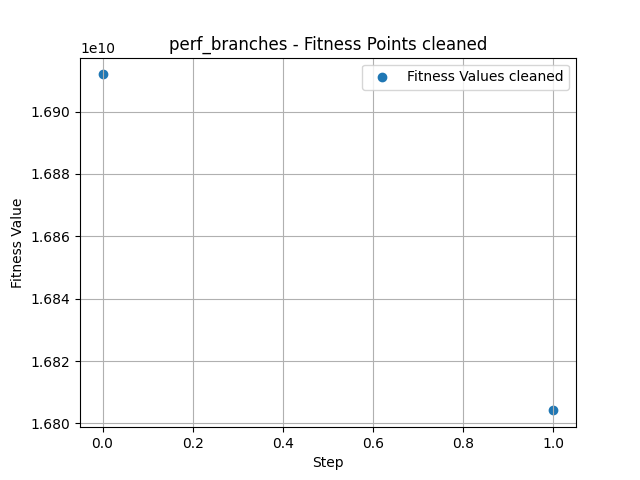 perf_branches - Fitness Points cleaned
1e10
Fitness Values cleaned
1.690
1.688
1.686
1.684
1.682
1.680
Fitness Value
0.0 0.2 0.4 0.6 0.8 1.0
Step